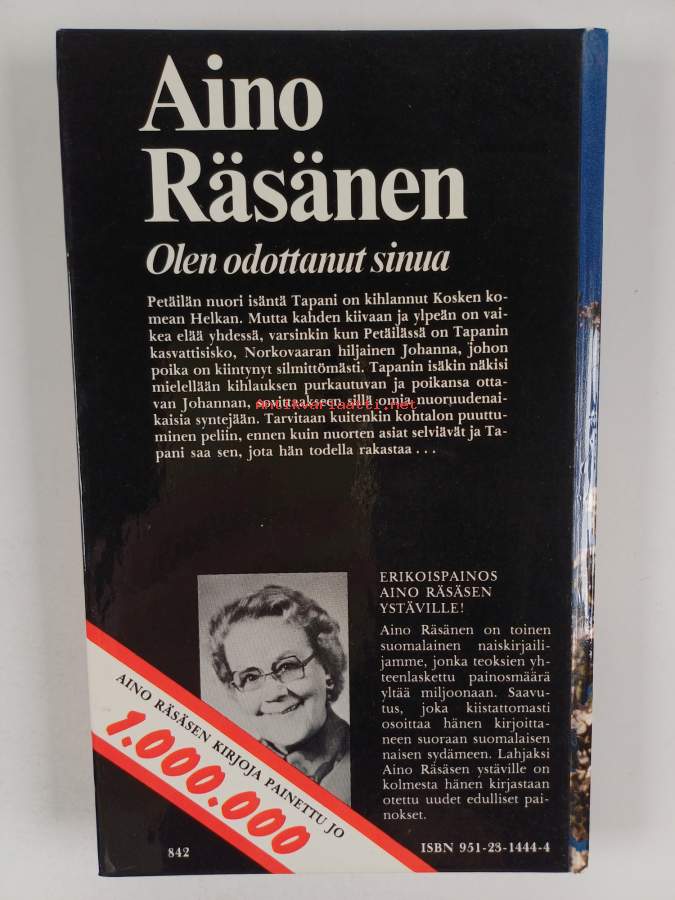 Aino
Räsänen
Olen odottanut sinua
Petäilän nuori isäntä Tapani on kihlannut Kosken ko-
mean Helkan. Mutta kahden kiivaan ja ylpeän on vai-
kea elää yhdessä, varsinkin kun Petäilässä on Tapanin
kasvattisisko, Norkovaaran hiljainen Johanna, johon
poika on kiintynyt silmittömästi. Tapanin isäkin näkisi
mielellään kihlauksen purkautuvan ja poikansa otta-
van Johannan, sovittaakseen sillä omia nuoruudenai-
Antikvariaatti.net
kaisia syntejään. Tarvitaan kuitenkin kohtalon puuttu-
minen peliin, ennen kuin nuorten asiat selviävät ja Ta-
pani saa sen, jota hän todella rakastaa . . .
ERIKOISPAINOS
AINO RÄSÄSEN
YSTÄVILLE!
Aino Räsänen on toinen
suomalainen naiskirjaili-
jamme, jonka teoksien yh-
teenlaskettu painosmäärä
yltää miljoonaan. Saavu-
tus, joka kiistattomasti
osoittaa hänen kirjoitta-
neen suoraan suomalaisen
naisen sydämeen. Lahjaksi
Aino Räsäsen ystäville on
kolmesta hänen kirjastaan
otettu uudet edulliset pai-
nokset.
AINO RÄSÄSEN KIRJOJA PAINETTU JO
1.000.000
842
ISBN 951-23-1444-4